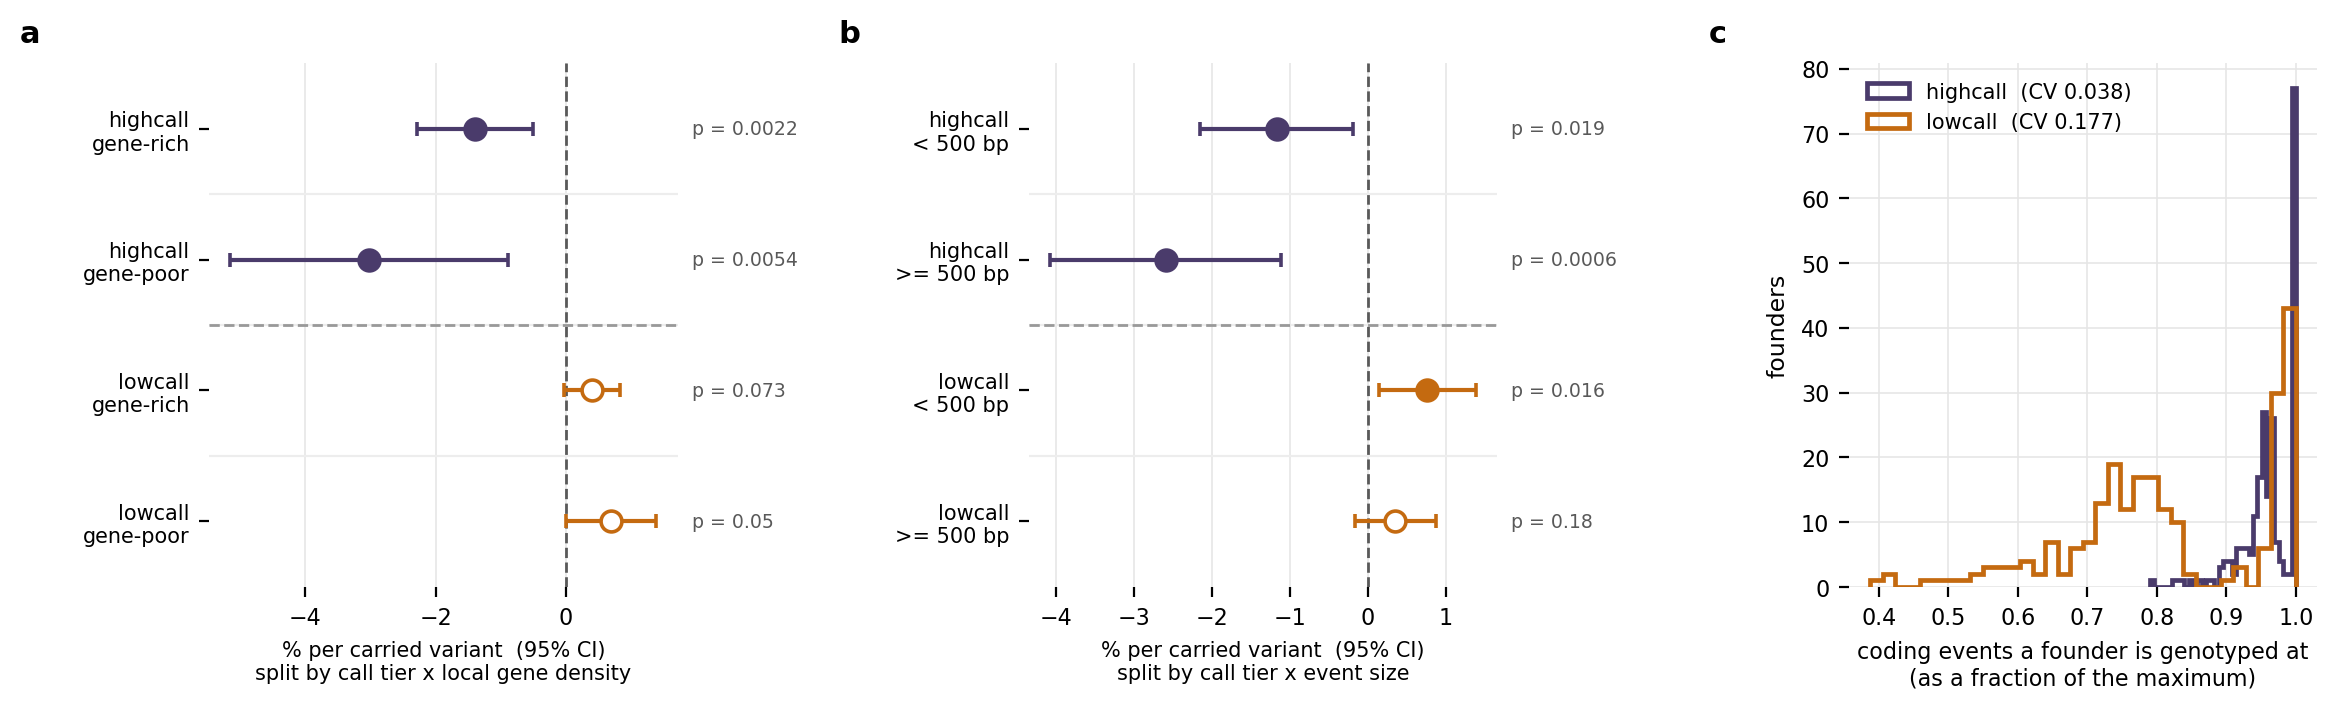 a
highcall
gene-rich
highcall
gene-poor
lowcall
gene-rich
lowcall
gene-poor
p = 0.0022
p = 0.0054
p = 0.073
p = 0.05
−4
−2
0
% per carried variant  (95% CI)
split by call tier x local gene density
b
highcall
< 500 bp
highcall
>= 500 bp
lowcall
< 500 bp
lowcall
>= 500 bp
p = 0.019
p = 0.0006
p = 0.016
p = 0.18
−4
−3
−2
−1
0
1
% per carried variant  (95% CI)
split by call tier x event size
c
founders
80
70
60
50
40
30
20
10
0
highcall  (CV 0.038)
lowcall  (CV 0.177)
0.4
0.5
0.6
0.7
0.8
0.9
1.0
coding events a founder is genotyped at
(as a fraction of the maximum)